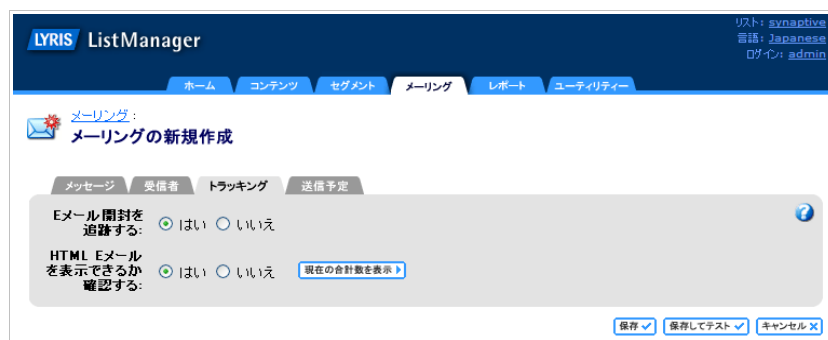 LYRIS ListManager
リスト: synaptive
言語: Japanese
ログイン: admin
ホーム コンテンツ セグメント メーリング レポート ユーティリティー
メーリング :
メーリングの新規作成
メッセージ 受信者 トラッキング 送信予定
Eメール開封を
追跡する:
はい いいえ
?
HTML Eメール
を表示できるか
確認する:
はい いいえ 現在の合計数を表示
保存 保存してテスト キャンセル